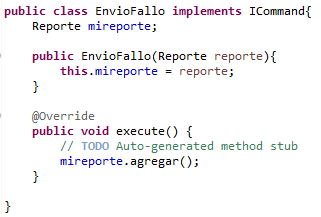 public class EnvioFallo implements ICommand{
    Reporte mireporte;

    public EnvioFallo(Reporte reporte){
        this.mireporte = reporte;
    }

    @Override
    public void execute() {
        // TODO Auto-generated method stub
        mireporte.agregar();
    }

}